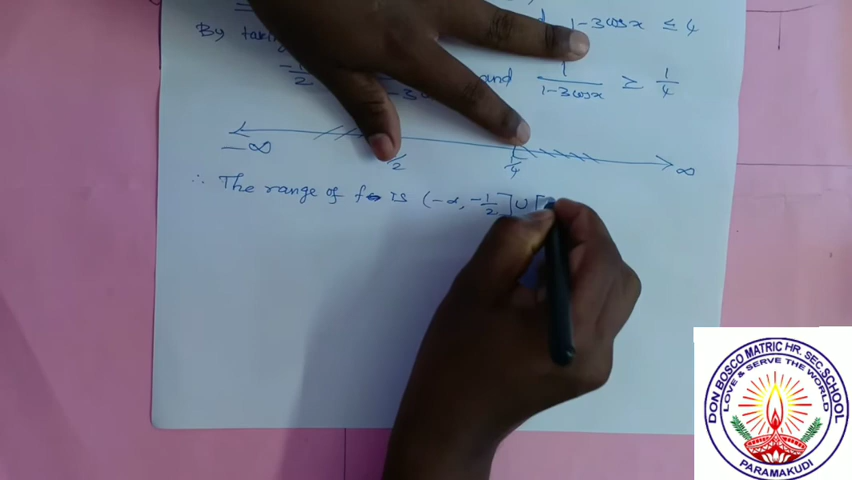 1-3cosx ≤ 4
By
-1/2 and 1/(1-3cosx) ≥ 1/4
-∞ 1/2 1/4 ∞
∴ The range of f is (-α, -1/2] ∪ [
DON BOSCO MATRIC HR. SEC. SCHOOL
LOVE & SERVE THE WORLD
PARAMAKUDI